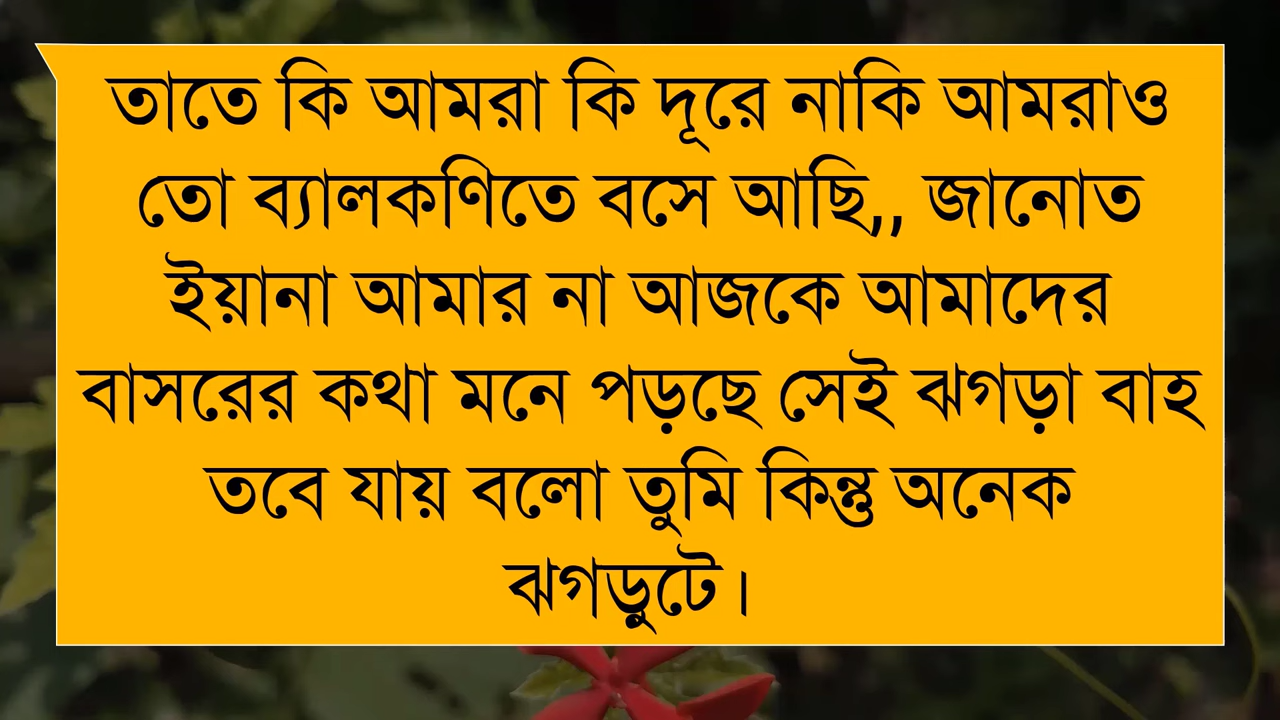 তাতে কি আমরা কি দূরে নাকি আমরাও
তো ব্যালকণিতে বসে আছি,, জানোত
ইয়ানা আমার না আজকে আমাদের
বাসরের কথা মনে পড়ছে সেই ঝগড়া বাহ
তবে যায় বলো তুমি কিন্তু অনেক
ঝগড়ুটে।